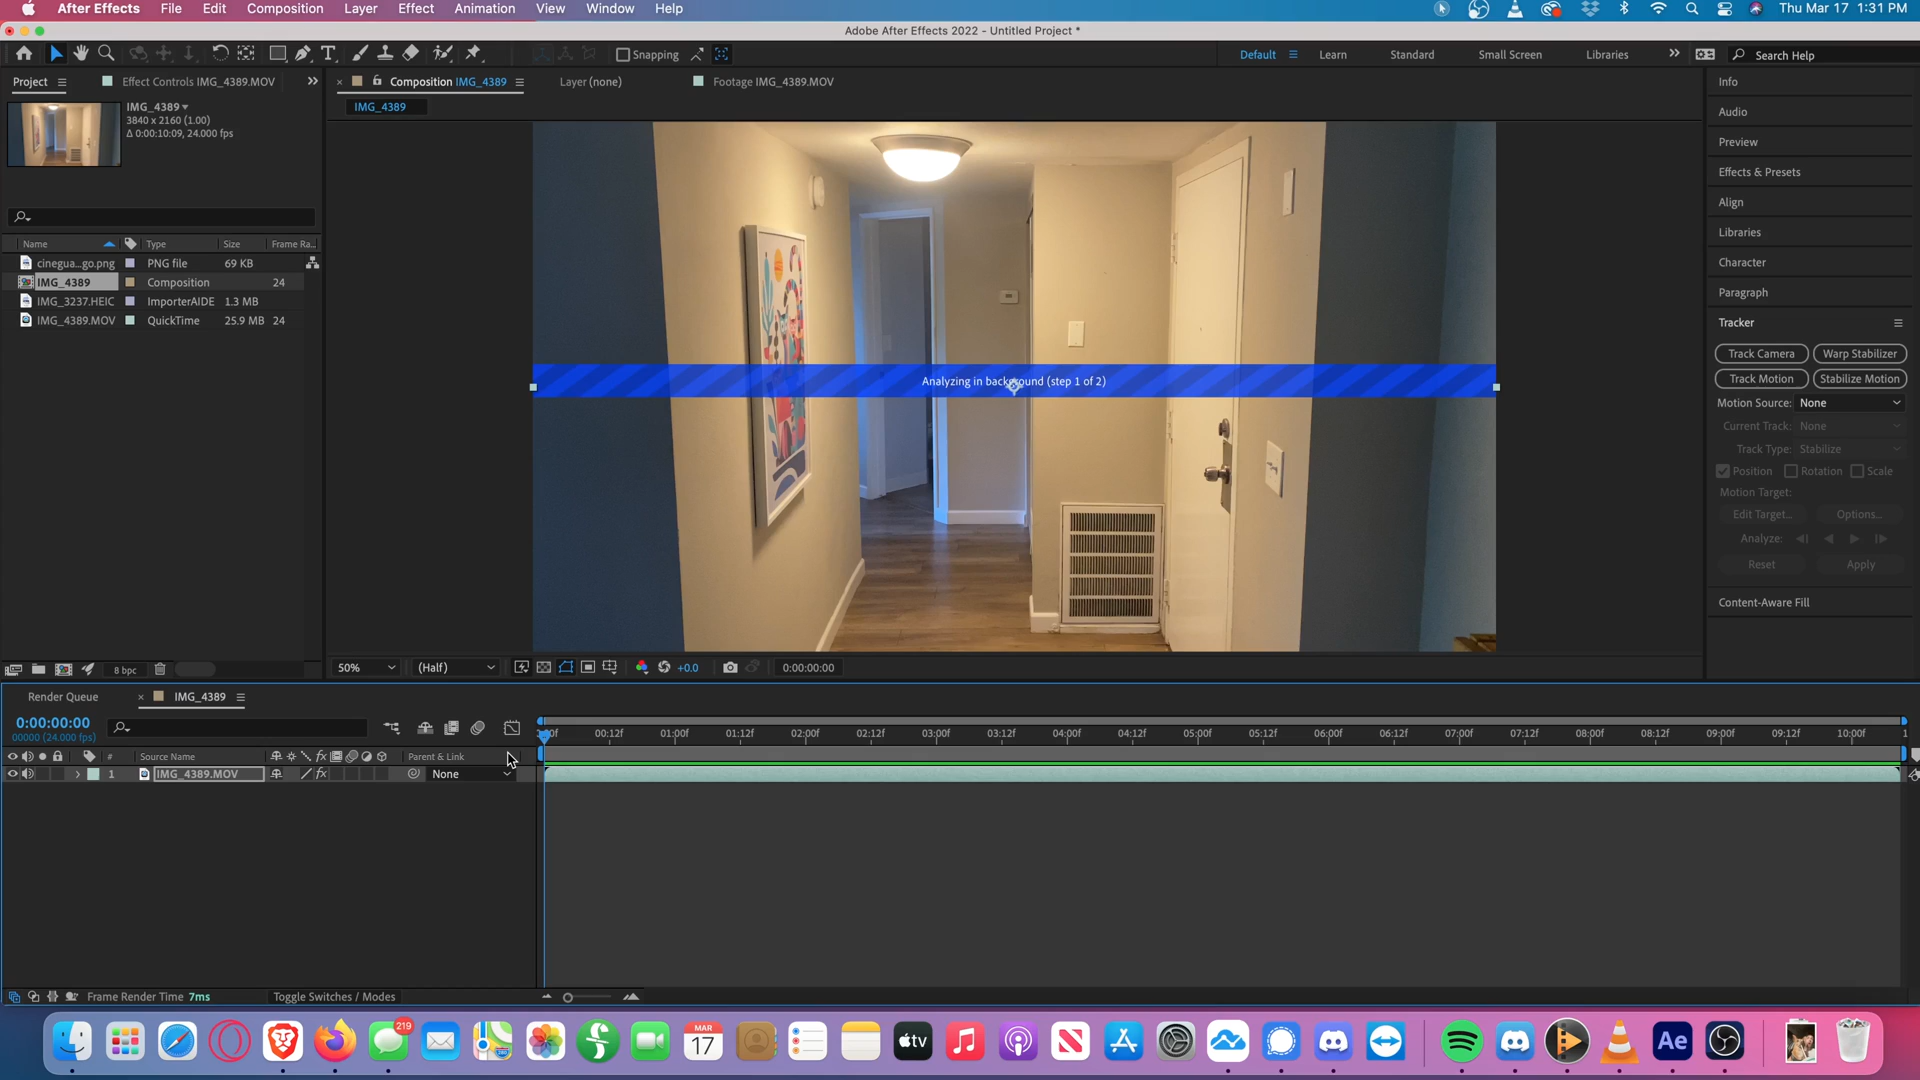 After Effects File Edit Composition Layer Effect Animation View Window Help Thu Mar 17 1:31 PM
Adobe After Effects 2022 - Untitled Project *
Snapping Default Learn Standard Small Screen Libraries Search Help
Project Effect Controls IMG_4389.MOV Composition IMG_4389 Layer (none) Footage IMG_4389.MOV
IMG_4389
3840 x 2160 (1.00)
Δ 0:00:10:09, 24.000 fps
IMG_4389
Name Type Size Frame Ra...
cinegua...go.png PNG file 69 KB
IMG_4389 Composition 24
IMG_3237.HEIC ImporterAIDE 1.3 MB
IMG_4389.MOV QuickTime 25.9 MB 24
Analyzing in background (step 1 of 2)
Info
Audio
Preview
Effects & Presets
Align
Libraries
Character
Paragraph
Tracker
Track Camera Warp Stabilizer
Track Motion Stabilize Motion
Motion Source: None
Current Track: None
Track Type: Stabilize
Position Rotation Scale
Motion Target:
Edit Target... Options...
Analyze:
Reset Apply
Content-Aware Fill
8 bpc 50% (Half) +0.0 0:00:00:00
Render Queue IMG_4389
0:00:00:00
00000 (24.000 fps)
00:12f 01:00f 01:12f 02:00f 02:12f 03:00f 03:12f 04:00f 04:12f 05:00f 05:12f 06:00f 06:12f 07:00f 07:12f 08:00f 08:12f 09:00f 09:12f 10:00f
# Source Name Parent & Link
1 IMG_4389.MOV None
Frame Render Time 7ms Toggle Switches / Modes
219
MAR
17
tv
Ae